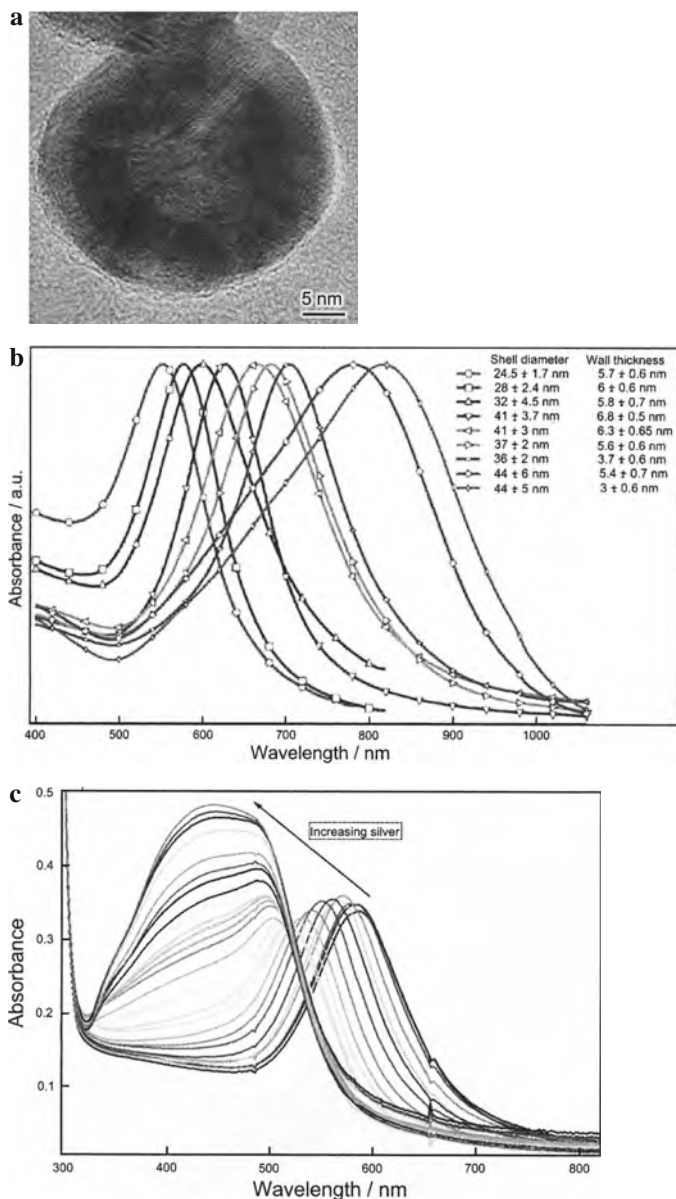 a
5 nm
b
Shell diameter Wall thickness
24.5 ± 1.7 nm 5.7 ± 0.6 nm
28 ± 2.4 nm 6 ± 0.6 nm
32 ± 4.5 nm 5.8 ± 0.7 nm
41 ± 3.7 nm 6.8 ± 0.5 nm
41 ± 3 nm 6.3 ± 0.65 nm
37 ± 2 nm 5.6 ± 0.6 nm
36 ± 2 nm 3.7 ± 0.6 nm
44 ± 6 nm 5.4 ± 0.7 nm
44 ± 5 nm 3 ± 0.6 nm
Absorbance / a.u.
400 500 600 700 800 900 1000
Wavelength / nm
c
0.5
Increasing silver
0.4
0.3
0.2
0.1
Absorbance
300 400 500 600 700 800
Wavelength / nm